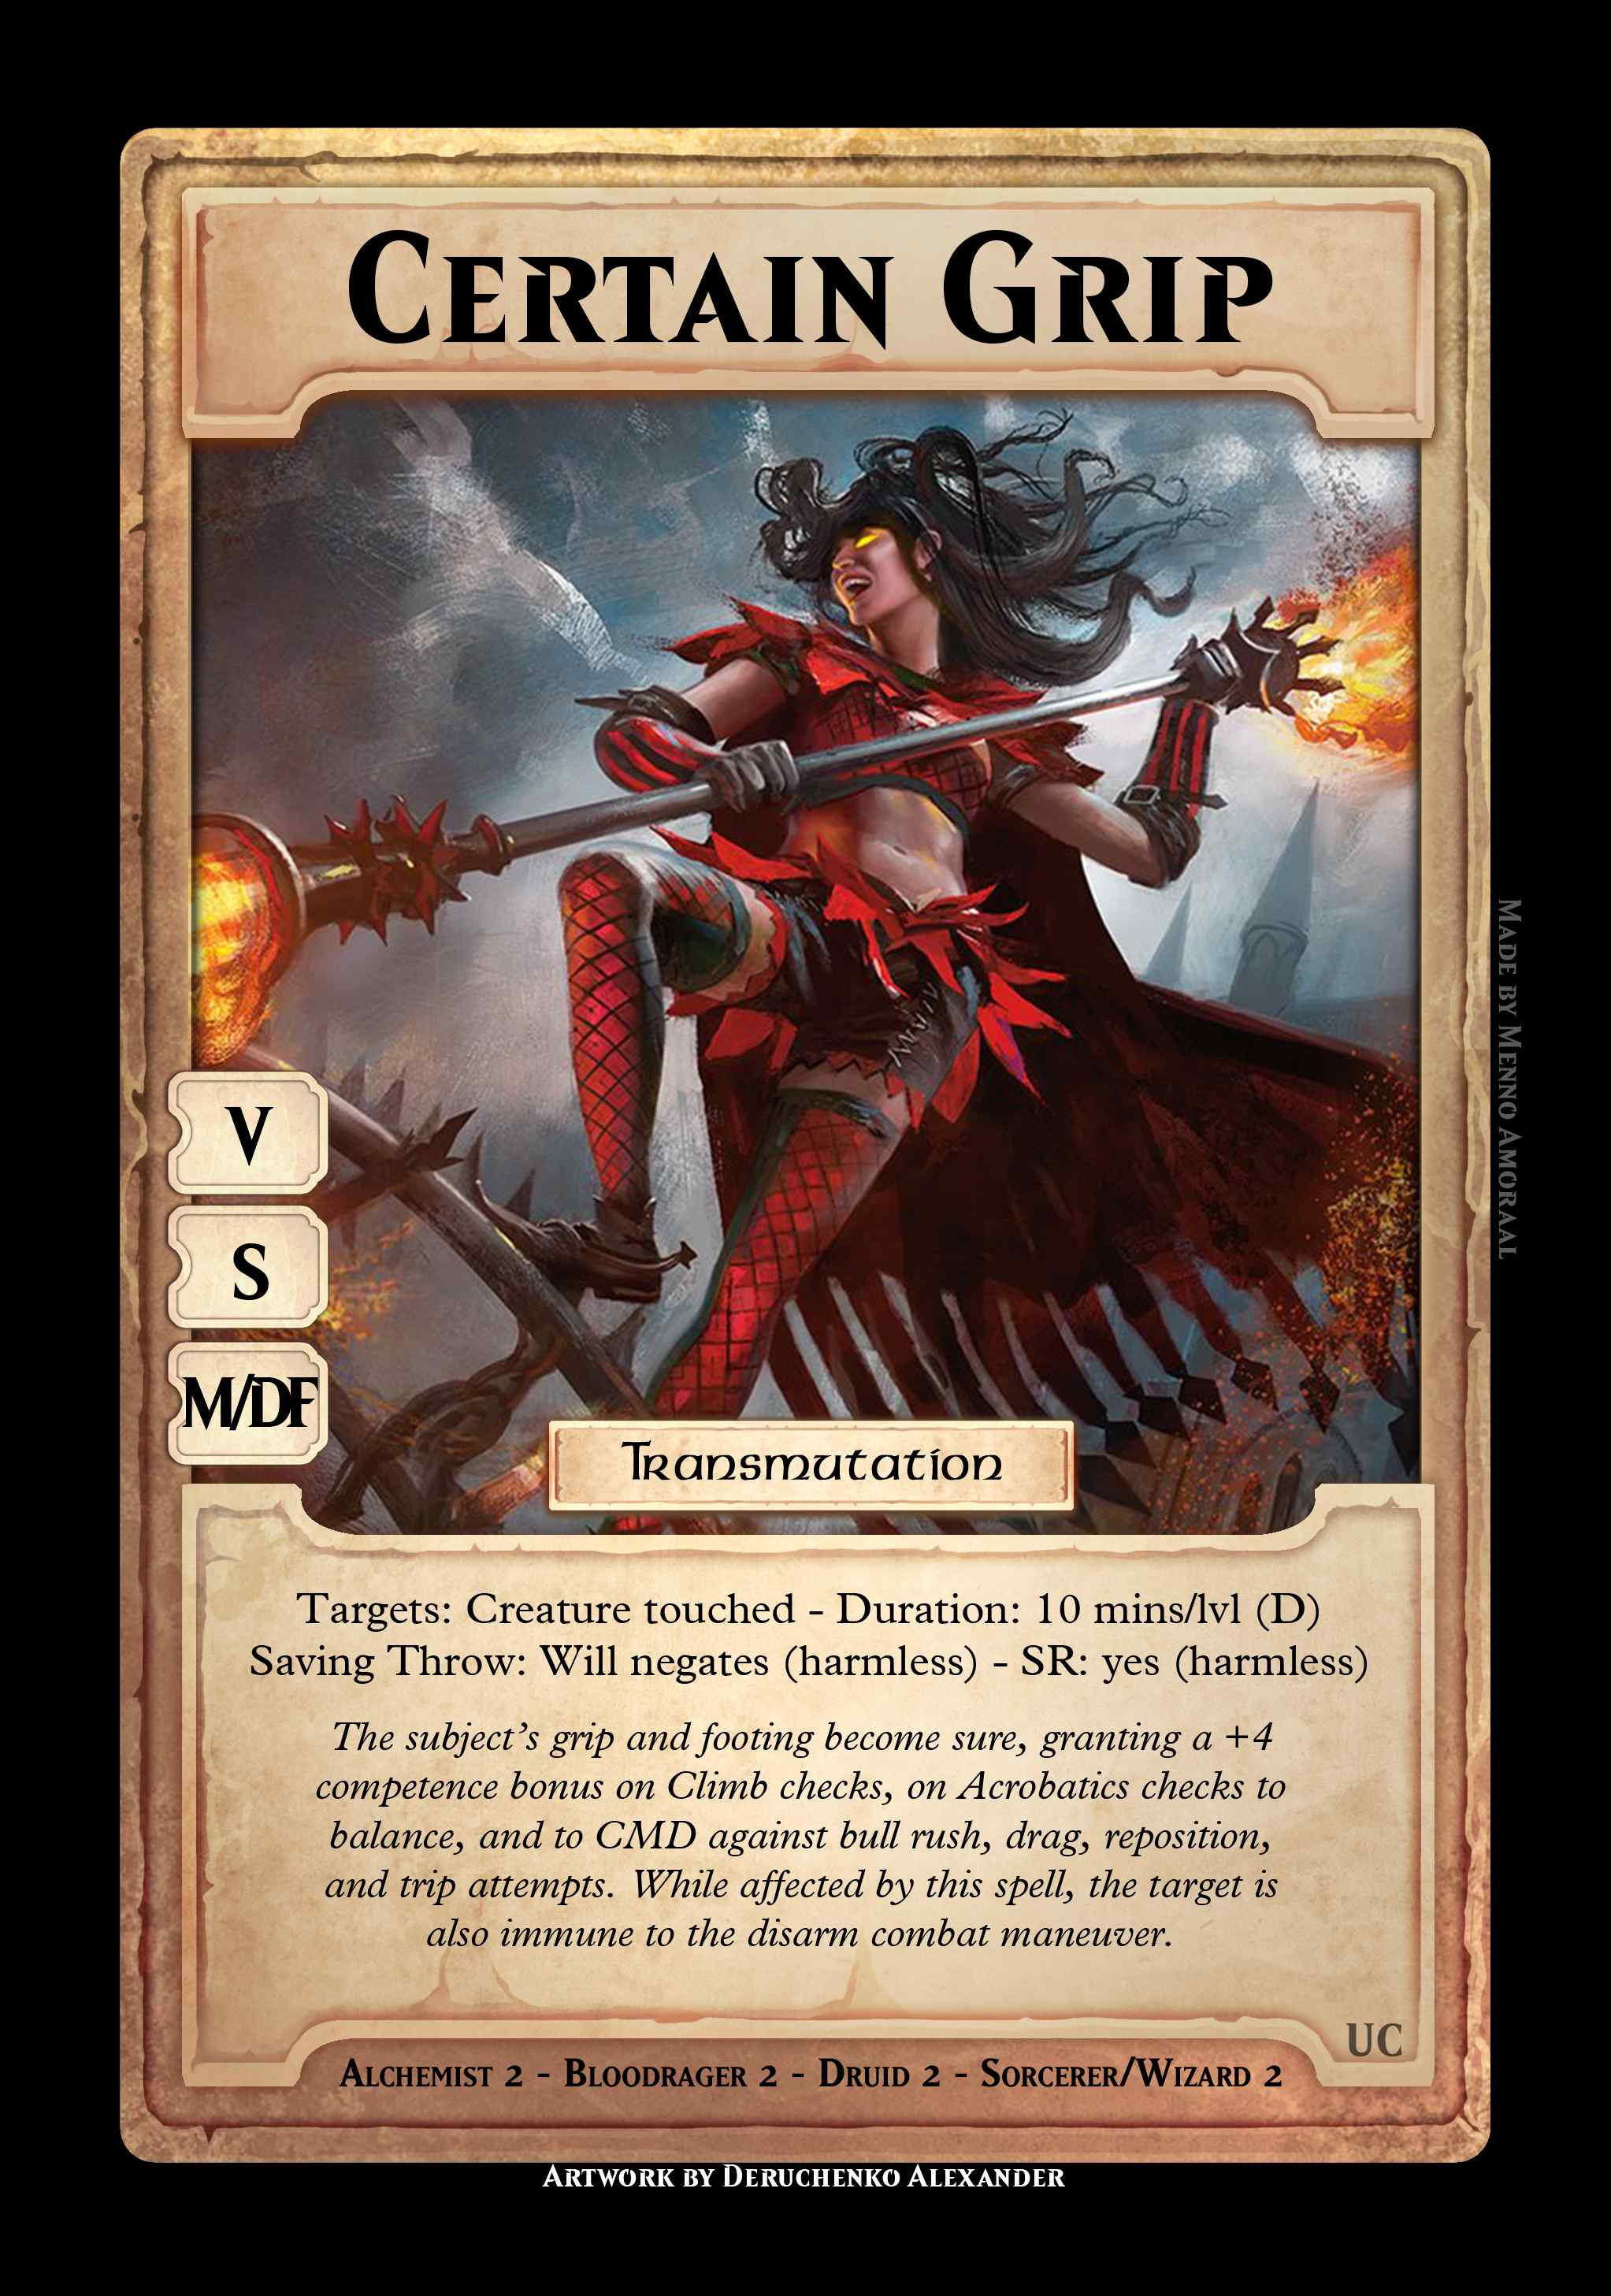 Certain Grip
V
S
M/DF
Transmutation
Targets: Creature touched - Duration: 10 mins/lvl (D)
Saving Throw: Will negates (harmless) - SR: yes (harmless)
The subject's grip and footing become sure, granting a +4
competence bonus on Climb checks, on Acrobatics checks to
balance, and to CMD against bull rush, drag, reposition,
and trip attempts. While affected by this spell, the target is
also immune to the disarm combat maneuver.
UC
Alchemist 2 - Bloodrager 2 - Druid 2 - Sorcerer/Wizard 2
Artwork by Deruchenko Alexander
Made by Menno Amoraal